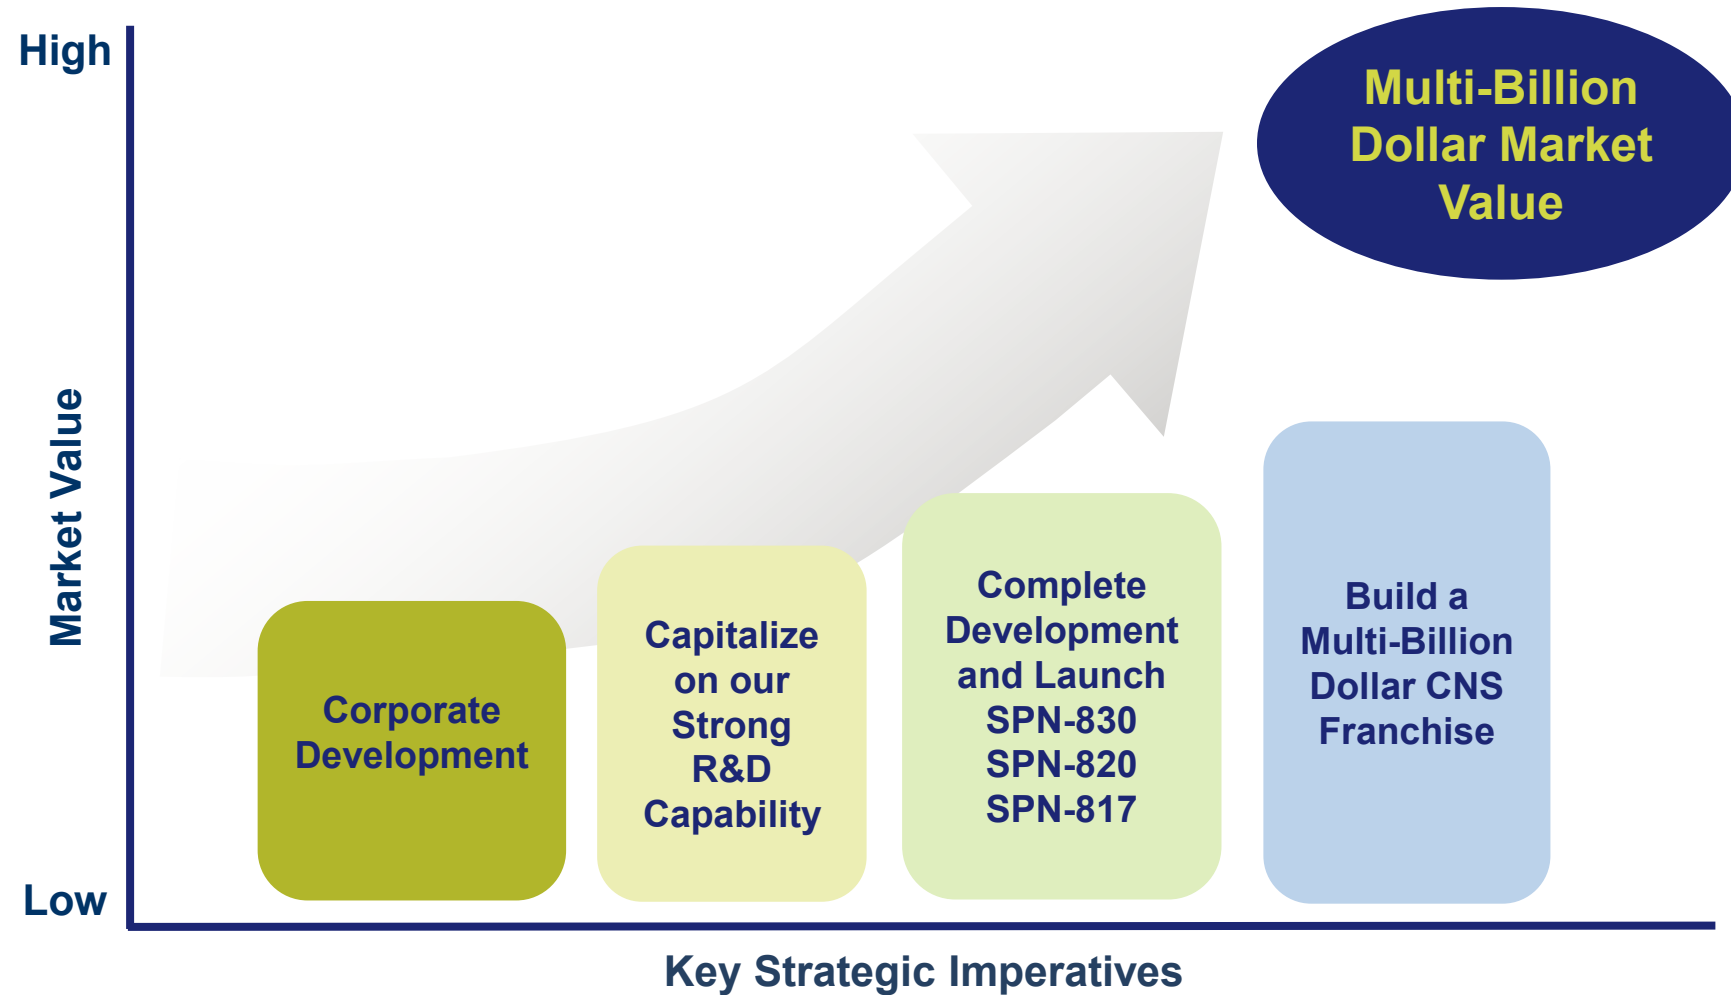 High
Multi-Billion
Dollar Market
Value
Market Value
Corporate
Development
Capitalize
on our
Strong
R&D
Capability
Complete
Development
and Launch
SPN-830
SPN-820
SPN-817
Build a
Multi-Billion
Dollar CNS
Franchise
Low
Key Strategic Imperatives